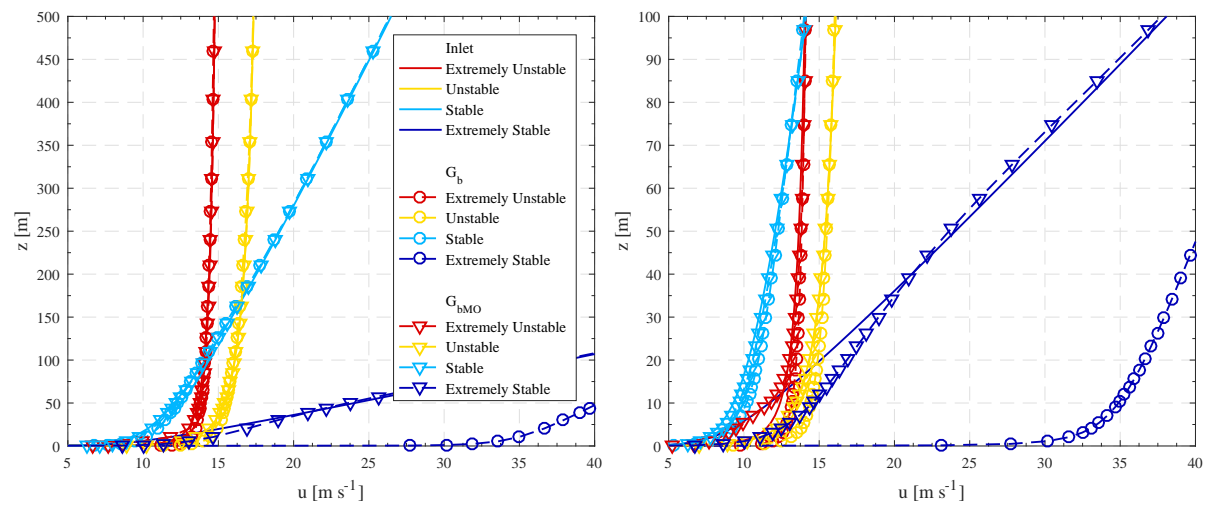 500
450
400
350
300
250
200
150
100
50
0
z [m]
5
10
15
20
25
30
35
40
u [m s⁻¹]
Inlet
Extremely Unstable
Unstable
Stable
Extremely Stable
G_b
Extremely Unstable
Unstable
Stable
Extremely Stable
G_bMO
Extremely Unstable
Unstable
Stable
Extremely Stable
100
90
80
70
60
50
40
30
20
10
0
z [m]
5
10
15
20
25
30
35
40
u [m s⁻¹]